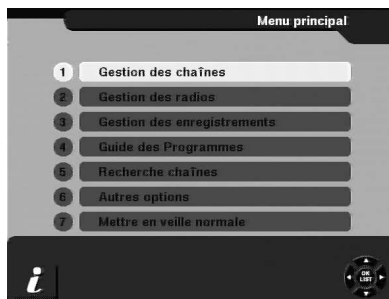 Menu principal
1 Gestion des chaînes
2 Gestion des radios
3 Gestion des enregistrements
4 Guide des Programmes
5 Recherche chaînes
6 Autres options
7 Mettre en veille normale
i
OK
LIST